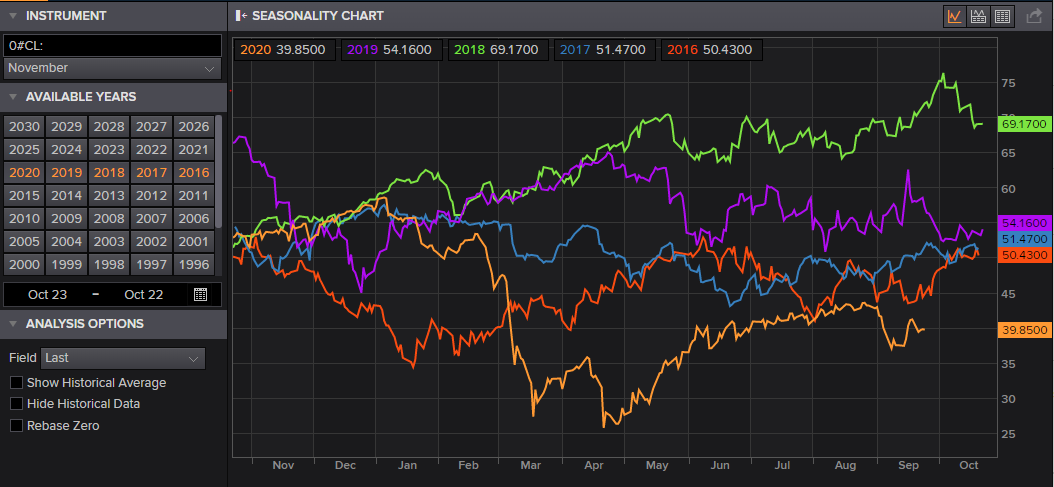 INSTRUMENT
0#CL:
November
AVAILABLE YEARS
2030 2029 2028 2027 2026
2025 2024 2023 2022 2021
2020 2019 2018 2017 2016
2015 2014 2013 2012 2011
2010 2009 2008 2007 2006
2005 2004 2003 2002 2001
2000 1999 1998 1997 1996
Oct 23 – Oct 22
ANALYSIS OPTIONS
Field Last
Show Historical Average
Hide Historical Data
Rebase Zero
SEASONALITY CHART
2020 39.8500 2019 54.1600 2018 69.1700 2017 51.4700 2016 50.4300
75
69.1700
65
60
54.1600
51.4700
50.4300
45
39.8500
35
30
25
Nov Dec Jan Feb Mar Apr May Jun Jul Aug Sep Oct